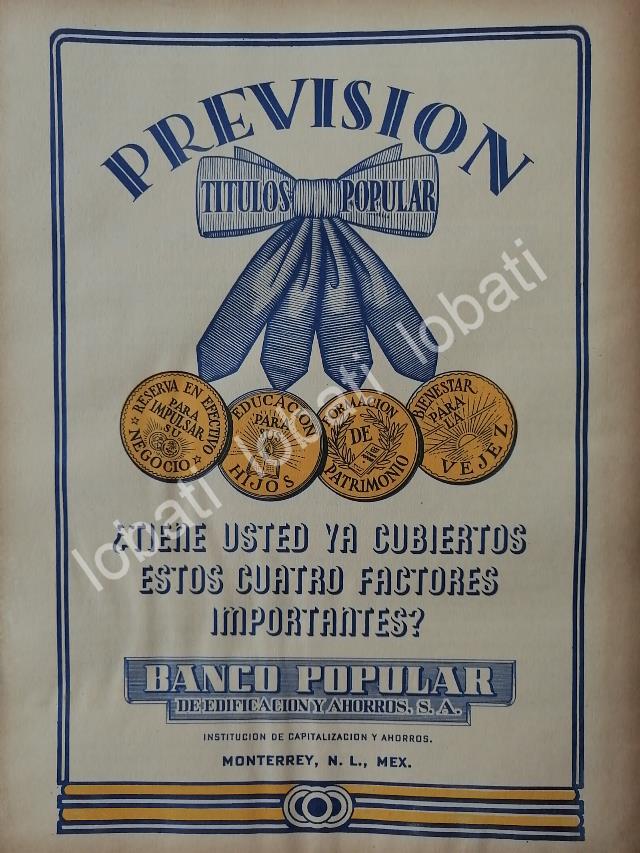 PREVISION
TITULOS POPULAR
RESERVA EN EFECTIVO
PARA
IMPULSAR
SU
NEGOCIO
EDUCACION
PARA
HIJOS
FORMACION
DE
PATRIMONIO
BIENESTAR
PARA
LA
VEJEZ
¿TIENE USTED YA CUBIERTOS
ESTOS CUATRO FACTORES
IMPORTANTES?
BANCO POPULAR
DE EDIFICACION Y AHORROS, S. A.
INSTITUCION DE CAPITALIZACION Y AHORROS.
MONTERREY, N. L., MEX.
lobati lobati lobati lobati